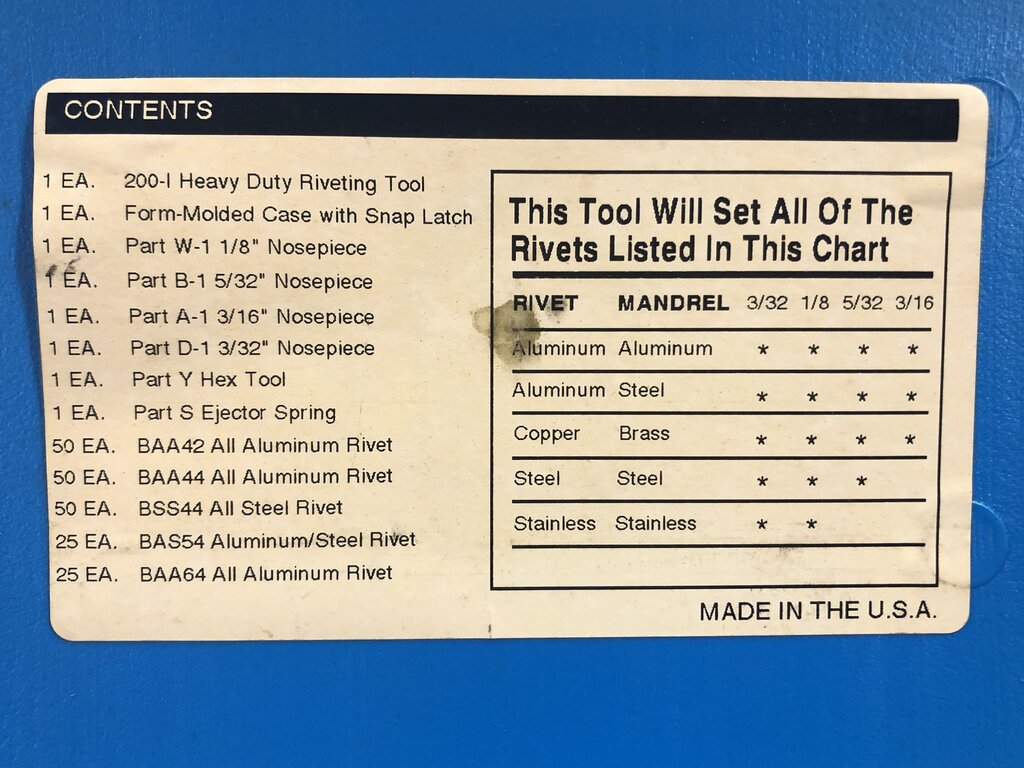 CONTENTS
1 EA. 200-I Heavy Duty Riveting Tool
1 EA. Form-Molded Case with Snap Latch
1 EA. Part W-1 1/8" Nosepiece
1 EA. Part B-1 5/32" Nosepiece
1 EA. Part A-1 3/16" Nosepiece
1 EA. Part D-1 3/32" Nosepiece
1 EA. Part Y Hex Tool
1 EA. Part S Ejector Spring
50 EA. BAA42 All Aluminum Rivet
50 EA. BAA44 All Aluminum Rivet
50 EA. BSS44 All Steel Rivet
25 EA. BAS54 Aluminum/Steel Rivet
25 EA. BAA64 All Aluminum Rivet
This Tool Will Set All Of The
Rivets Listed In This Chart
RIVET MANDREL 3/32 1/8 5/32 3/16
Aluminum Aluminum * * * *
Aluminum Steel * * * *
Copper Brass * * * *
Steel Steel * * *
Stainless Stainless * *
MADE IN THE U.S.A.